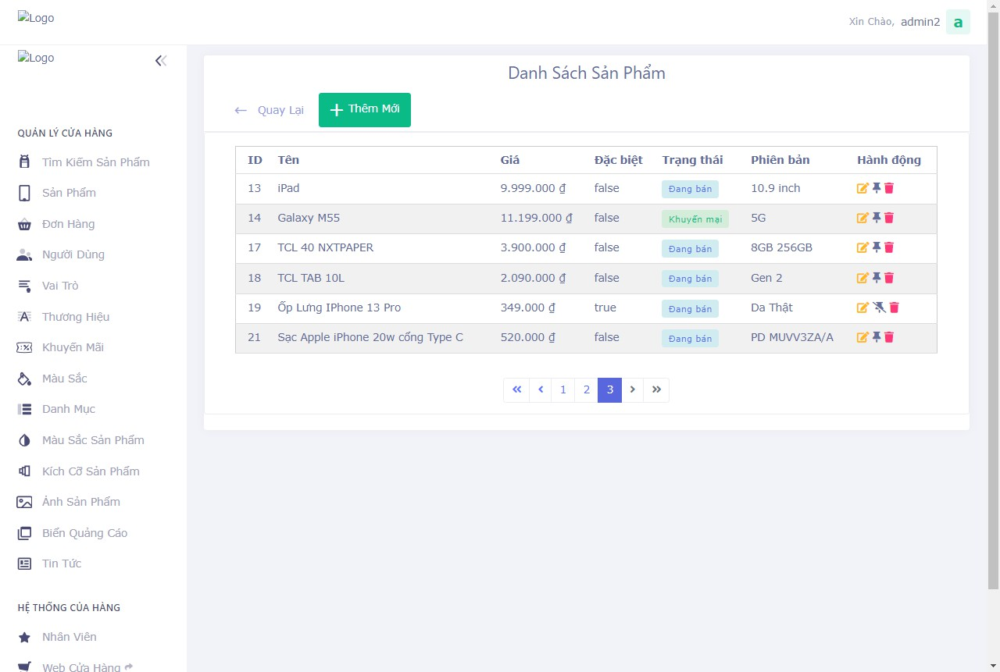 Logo
Xin Chào, admin2 a
Logo
QUẢN LÝ CỬA HÀNG
Tìm Kiếm Sản Phẩm
Sản Phẩm
Đơn Hàng
Người Dùng
Vai Trò
Thương Hiệu
Khuyến Mãi
Màu Sắc
Danh Mục
Màu Sắc Sản Phẩm
Kích Cỡ Sản Phẩm
Ảnh Sản Phẩm
Biển Quảng Cáo
Tin Tức
HỆ THỐNG CỦA HÀNG
Nhân Viên
Web Cửa Hàng
Danh Sách Sản Phẩm
Quay Lại Thêm Mới
ID Tên Giá Đặc biệt Trạng thái Phiên bản Hành động
13 iPad 9.999.000 ₫ false Đang bán 10.9 inch
14 Galaxy M55 11.199.000 ₫ false Khuyến mại 5G
17 TCL 40 NXTPAPER 3.900.000 ₫ false Đang bán 8GB 256GB
18 TCL TAB 10L 2.090.000 ₫ false Đang bán Gen 2
19 Ốp Lưng IPhone 13 Pro 349.000 ₫ true Đang bán Da Thật
21 Sạc Apple iPhone 20w cổng Type C 520.000 ₫ false Đang bán PD MUVV3ZA/A
« ‹ 1 2 3 › »